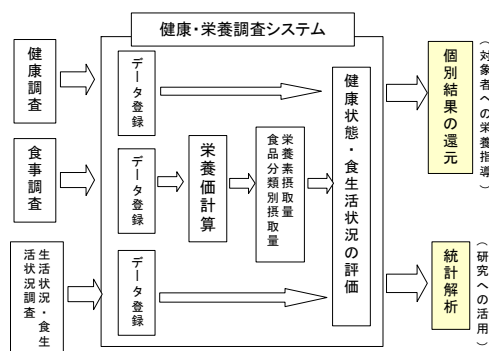 健康・栄養調査システム
健康調査
データ登録
食事調査
データ登録
栄養価計算
栄養素摂取量
食品分類別摂取量
生活状況・食生
活状況調査
データ登録
健康状態・食生活状況の評価
個別結果の還元
（対象者への栄養指導）
統計解析
（研究への活用）